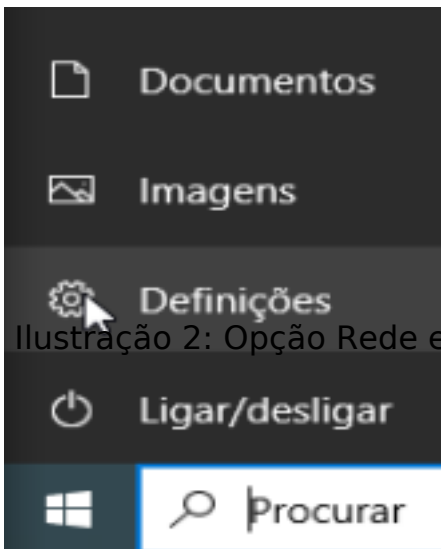 Documentos
Imagens
Definições
Ilustração 2: Opção Rede e
Ligar/desligar
Procurar